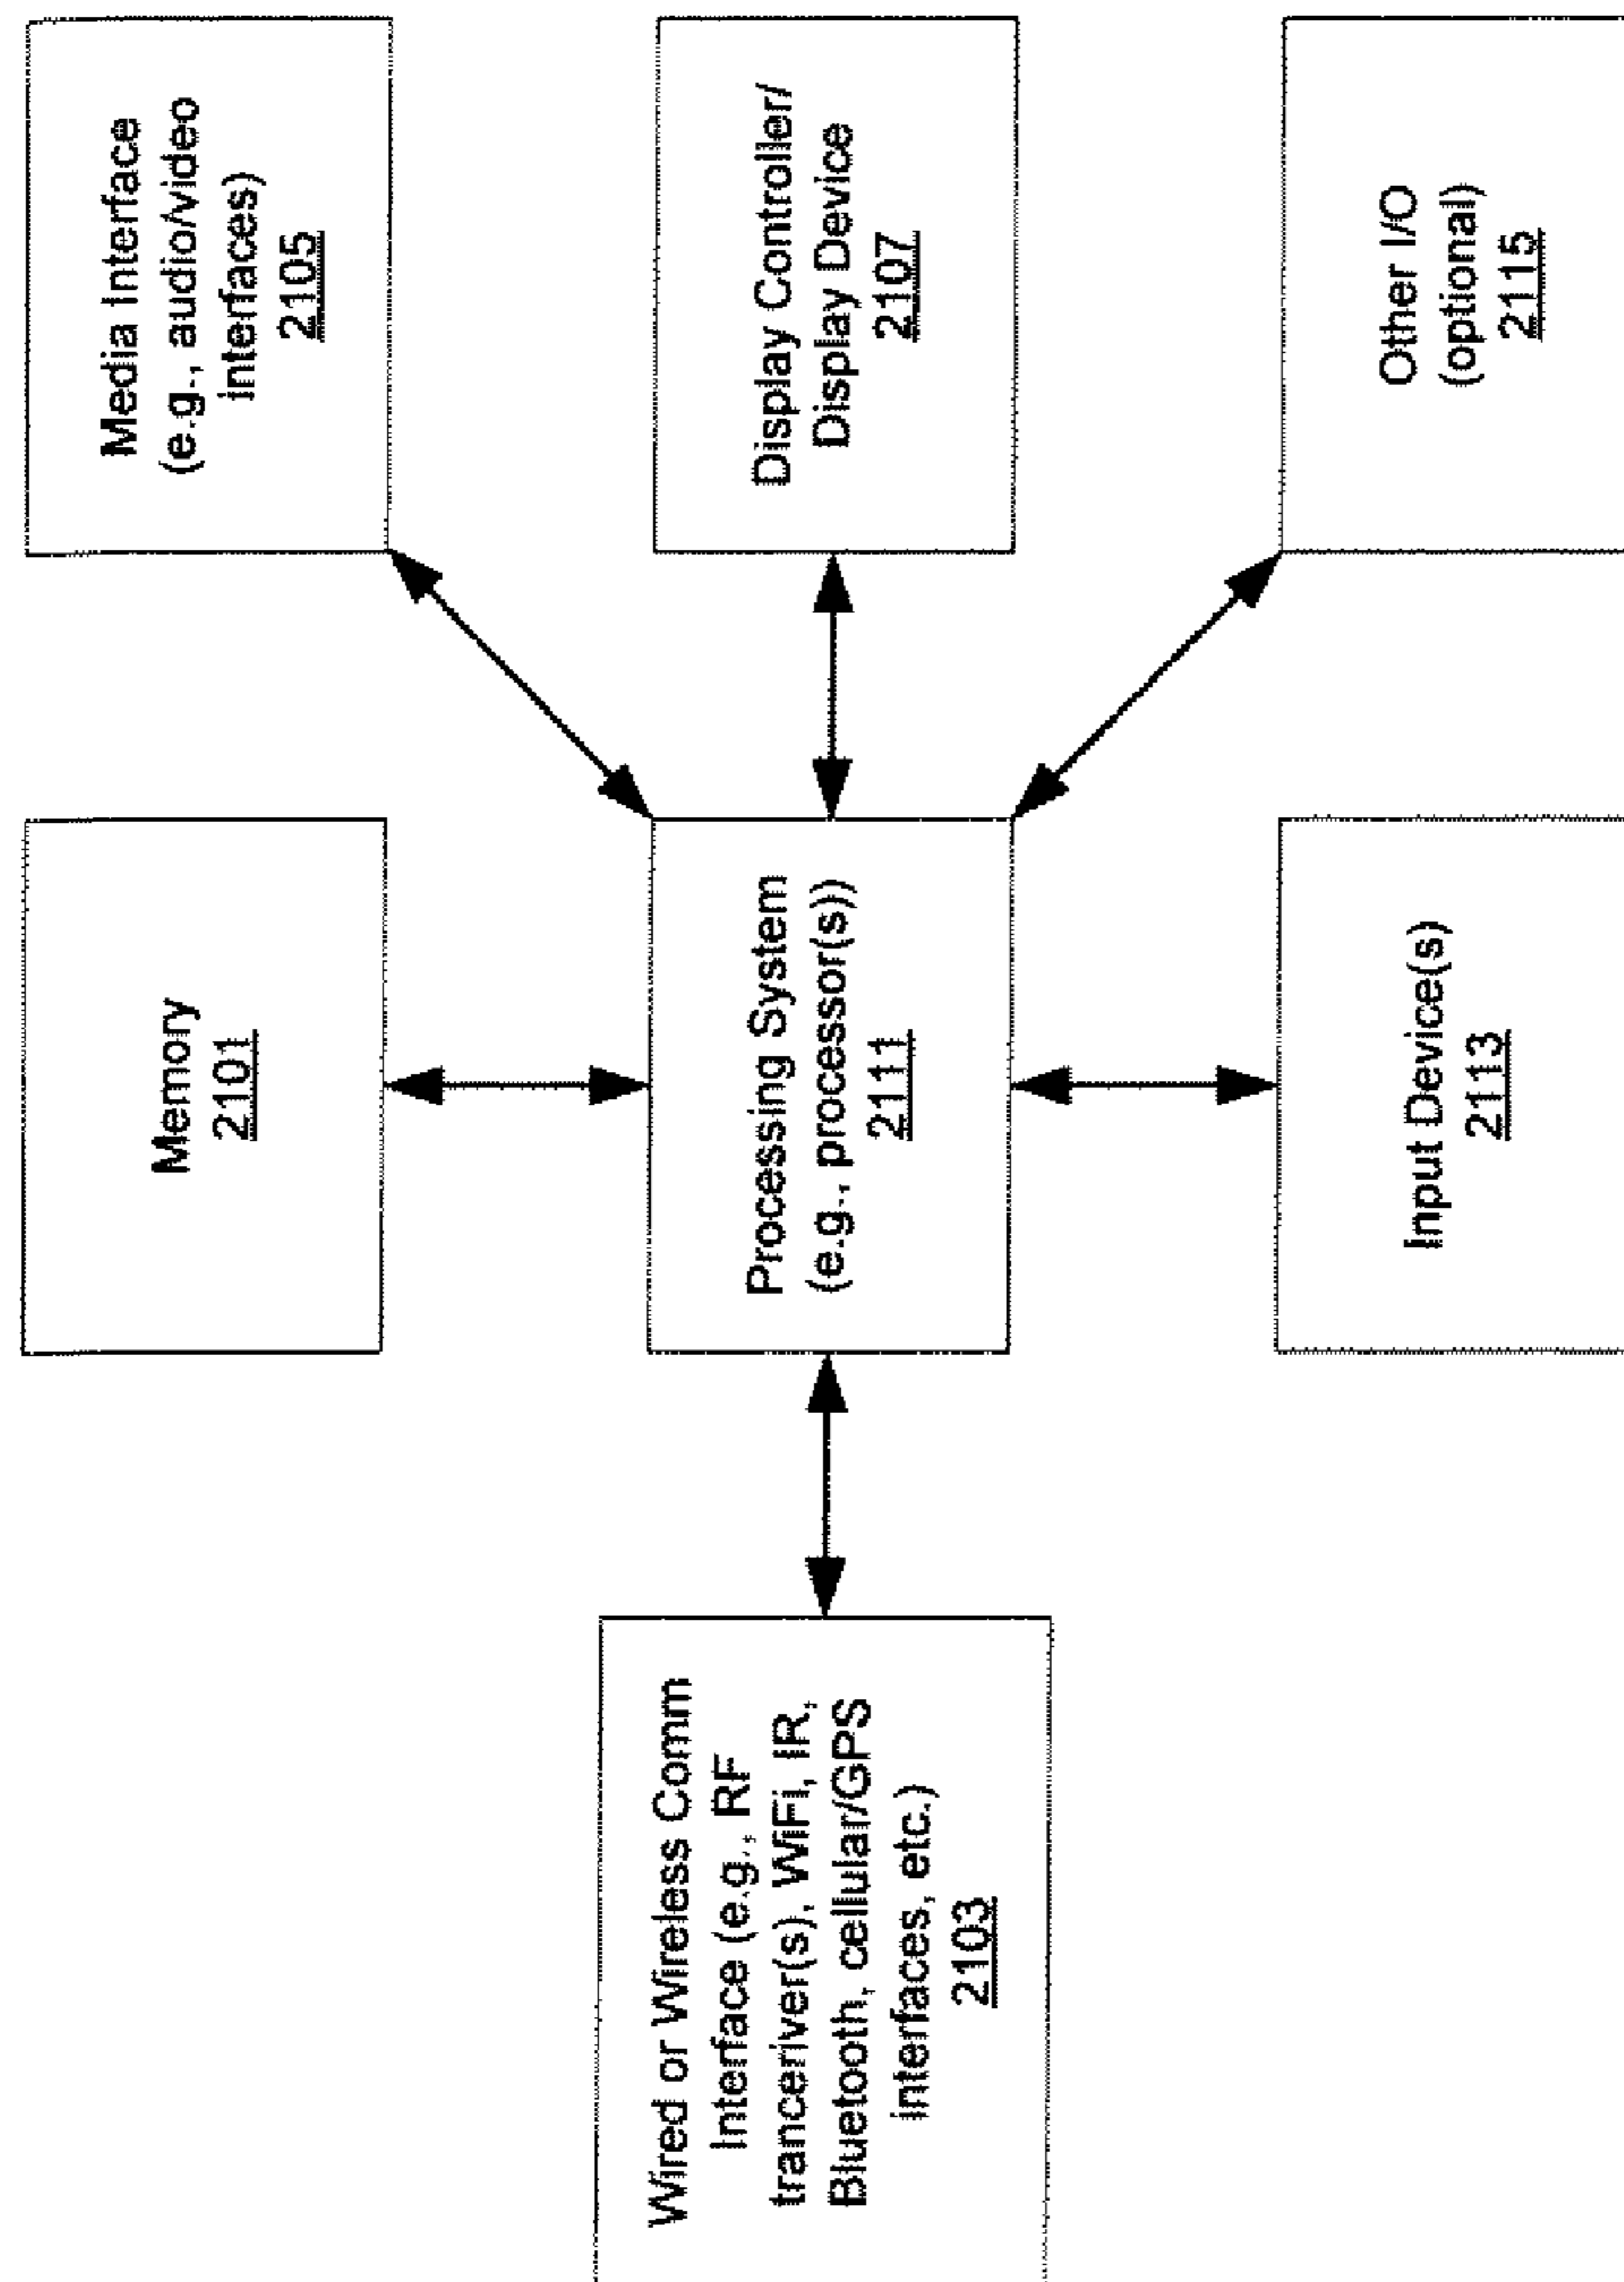 Memory
2101
Media Interface
(e.g., audio/video
interfaces)
2105
Wired or Wireless Comm
Interface (e.g., RF
tranceriver(s), WiFi, IR,
Bluetooth, cellular/GPS
interfaces, etc.)
2103
Processing System
(e.g., processor(s))
2111
Display Controller/
Display Device
2107
Input Device(s)
2113
Other I/O
(optional)
2115